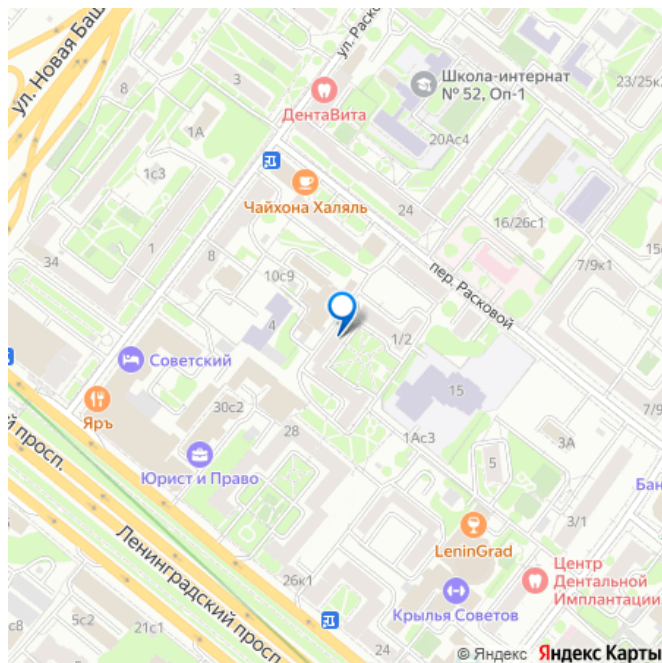 ул. Новая Баш
ул. Раско
8
3
ДентаВита
Школа-интернат
№ 52, Оп-1
23/25к
20Ас4
1А
1с3
Чайхона Халяль
24
16/26с1
7/9к1
15
34
1
8
10с9
пер. Расковой
4
1/2
Советский
15
Яръ
30с2
7/9
ий просп.
28
1Ас3
3А
Юрист и Право
5
Бан
LeninGrad
3/1
Ленинградский просп.
Центр
Дентальной
Имплантации
26к1
Крылья Советов
5с2
с8
21с1
24
© Яндекс Яндекс Карты